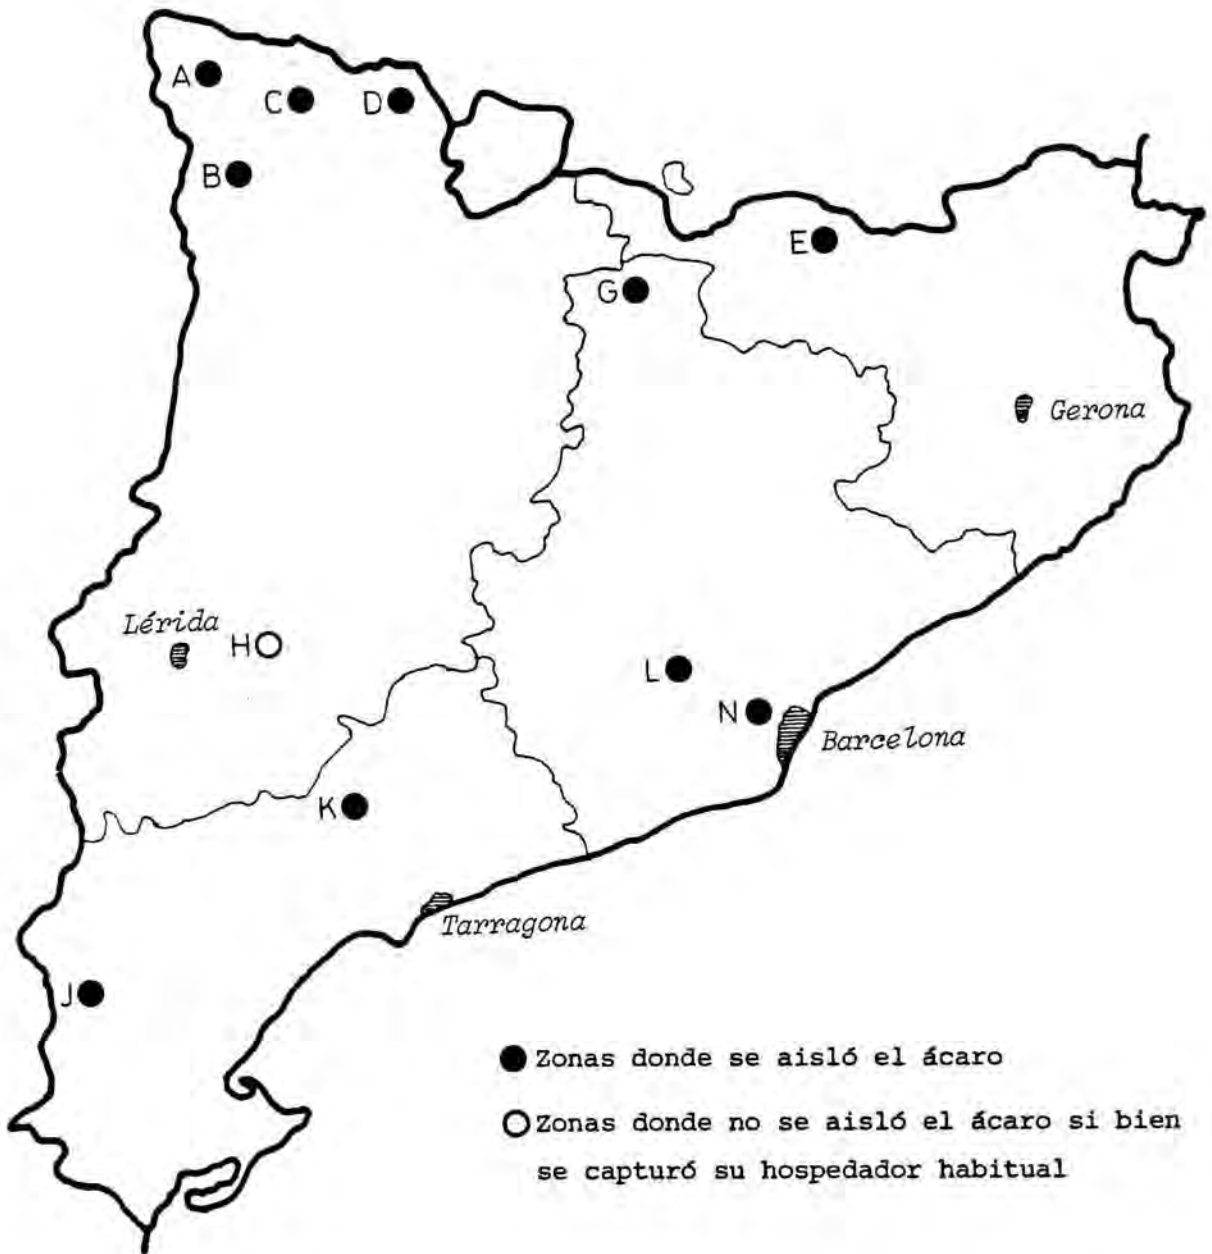 A
C
D
B
E
G
Gerona
Lérida
H
L
N
Barcelona
K
Tarragona
J
Zonas donde se aisló el ácaro
Zonas donde no se aisló el ácaro si bien
se capturó su hospedador habitual